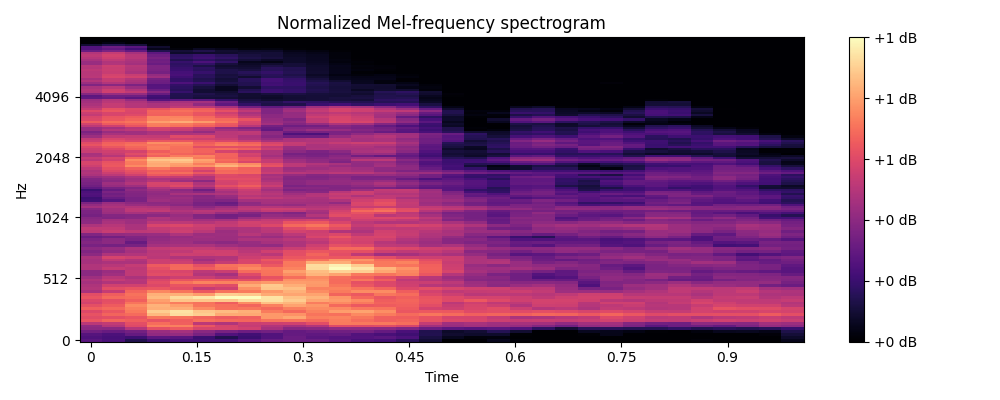 Normalized Mel-frequency spectrogram
Hz
4096
2048
1024
512
0
0 0.15 0.3 0.45 0.6 0.75 0.9
Time
+1 dB
+1 dB
+1 dB
+0 dB
+0 dB
+0 dB